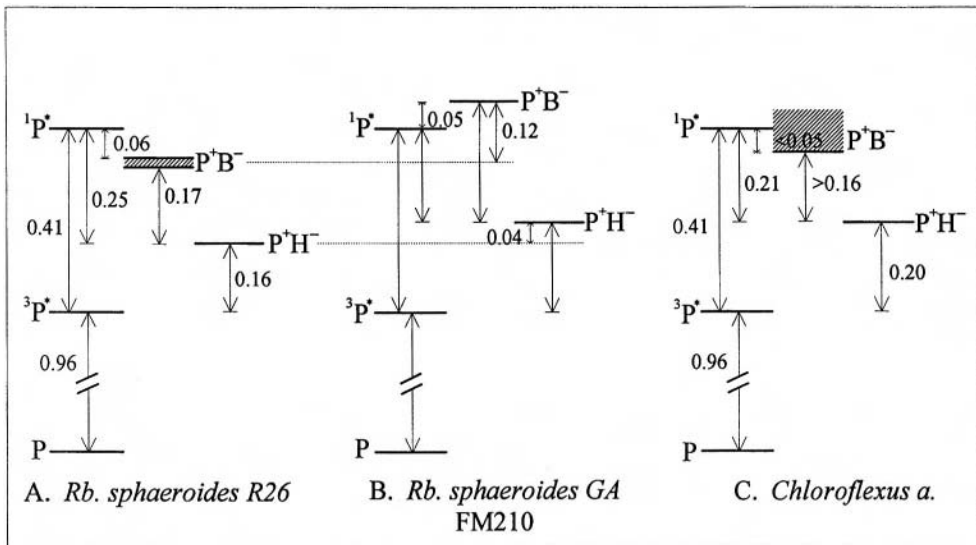 ¹P*
0.06
P⁺B⁻
0.25
0.17
0.41
P⁺H⁻
0.16
³P*
0.96
P
A. Rb. sphaeroides R26
P⁺B⁻
0.05
0.12
¹P*
P⁺H⁻
0.04
³P*
P
B. Rb. sphaeroides GA
FM210
¹P*
<0.05
P⁺B⁻
0.21
>0.16
0.41
P⁺H⁻
0.20
³P*
0.96
P
C. Chloroflexus a.